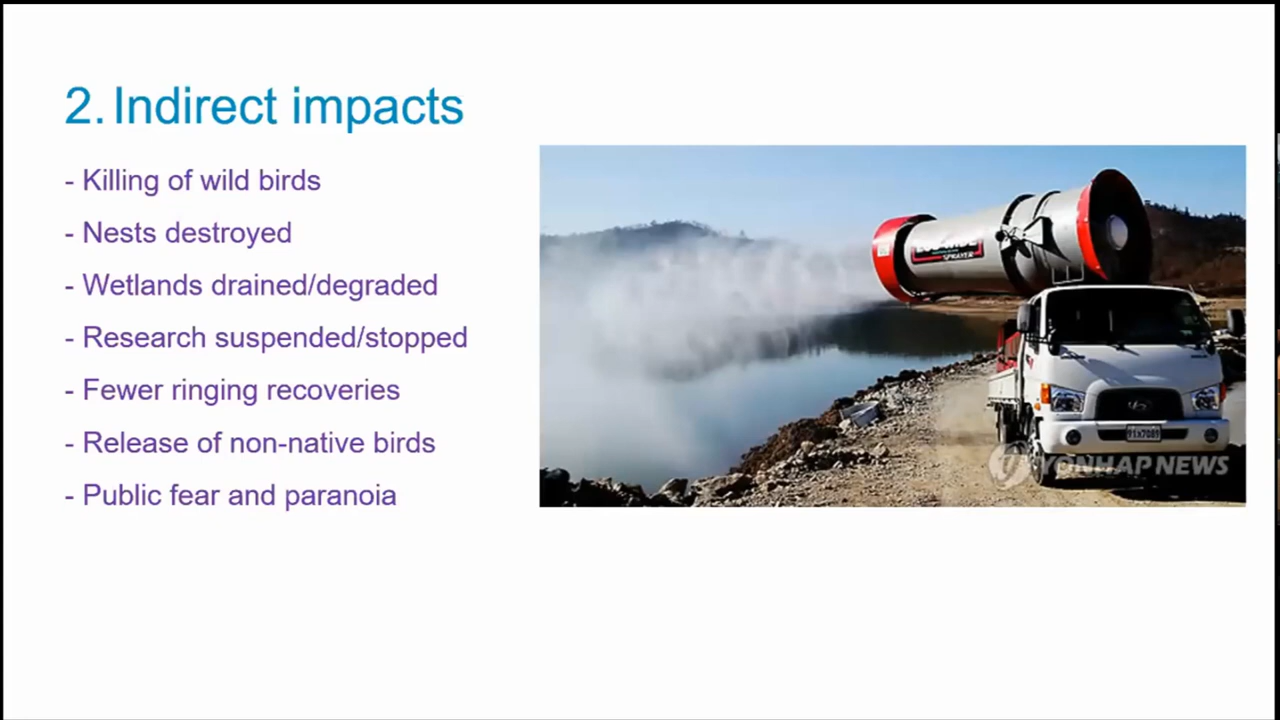 2. Indirect impacts
- Killing of wild birds
- Nests destroyed
- Wetlands drained/degraded
- Research suspended/stopped
- Fewer ringing recoveries
- Release of non-native birds
- Public fear and paranoia
SPRAYER
YONHAP NEWS